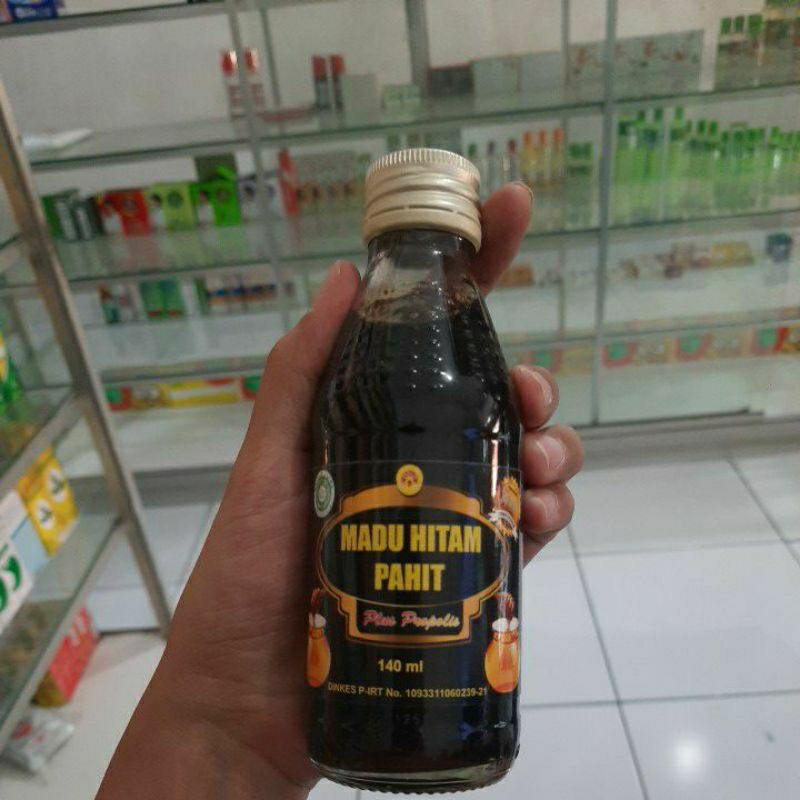 MADU HITAM
PAHIT
Plus Propolis
140 ml
DINKES P-IRT No. 1093311060239-21